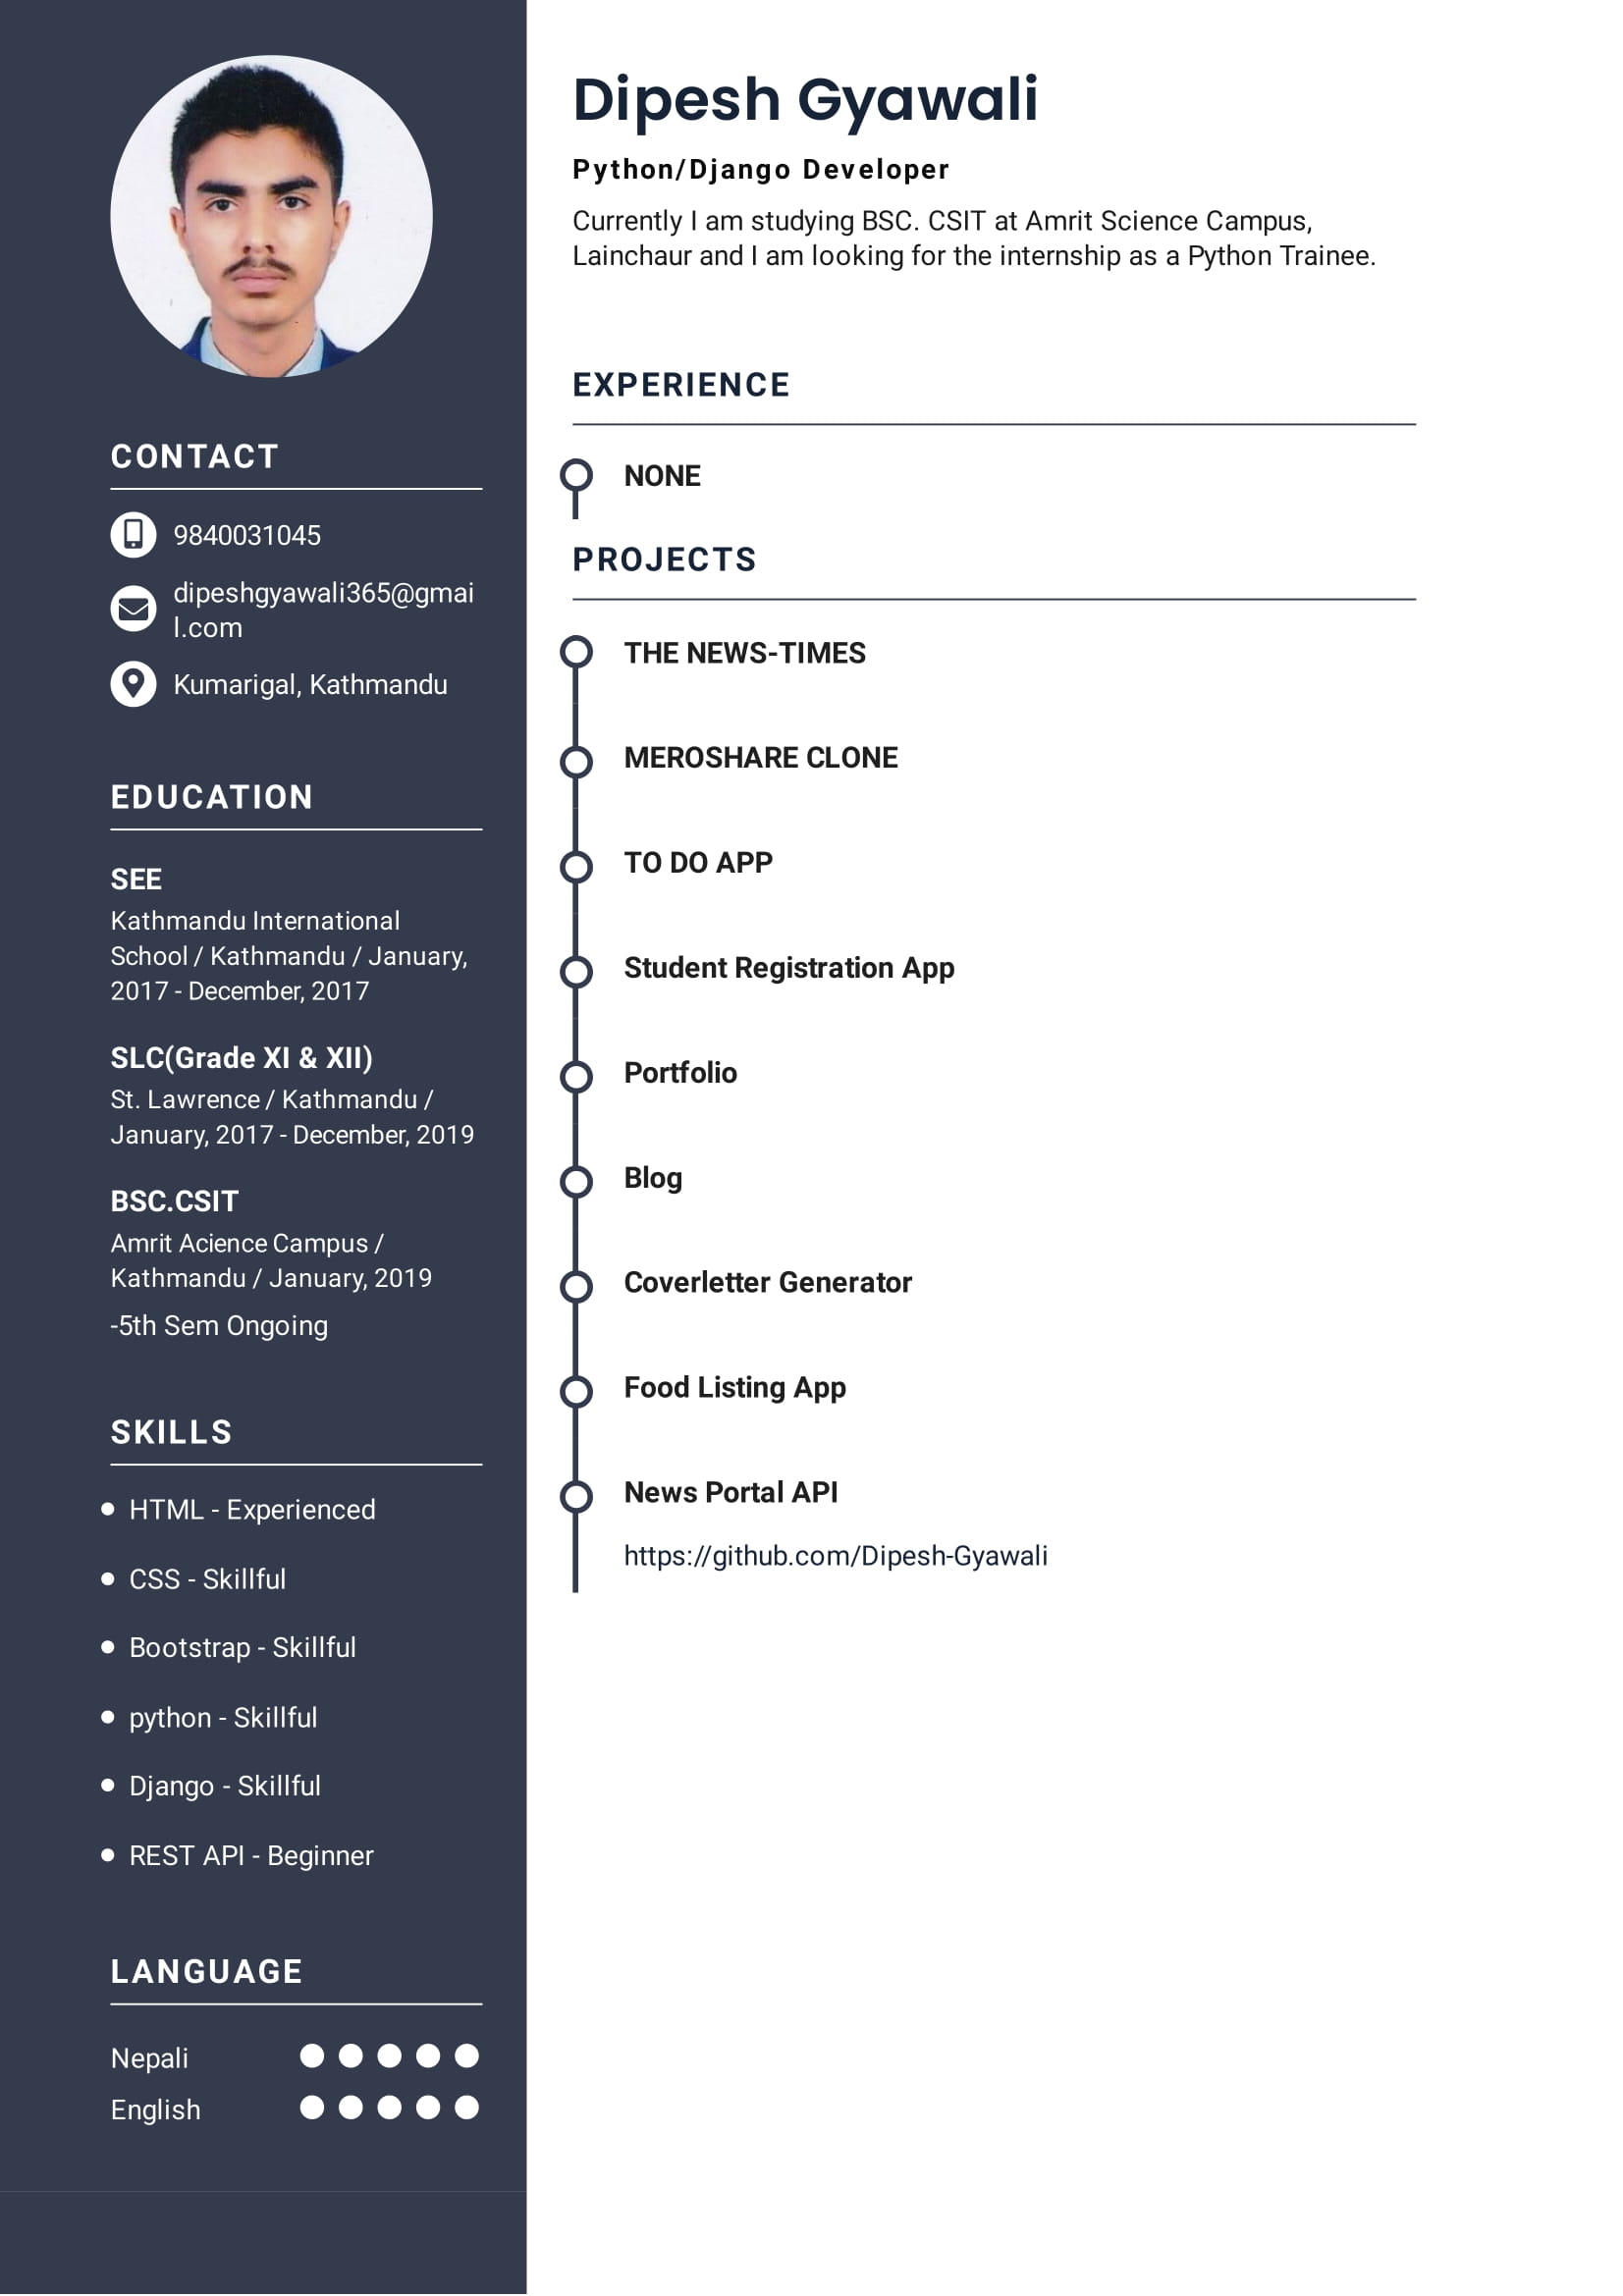 Dipesh Gyawali
Python/Django Developer
Currently I am studying BSC. CSIT at Amrit Science Campus,
Lainchaur and I am looking for the internship as a Python Trainee.
CONTACT
9840031045
dipeshgyawali365@gmai
l.com
Kumarigal, Kathmandu
EDUCATION
SEE
Kathmandu International
School / Kathmandu / January,
2017 - December, 2017
SLC(Grade XI & XII)
St. Lawrence / Kathmandu /
January, 2017 - December, 2019
BSC.CSIT
Amrit Acience Campus /
Kathmandu / January, 2019
-5th Sem Ongoing
SKILLS
HTML - Experienced
CSS - Skillful
Bootstrap - Skillful
python - Skillful
Django - Skillful
REST API - Beginner
LANGUAGE
Nepali
English
EXPERIENCE
NONE
PROJECTS
THE NEWS-TIMES
MEROSHARE CLONE
TO DO APP
Student Registration App
Portfolio
Blog
Coverletter Generator
Food Listing App
News Portal API
https://github.com/Dipesh-Gyawali